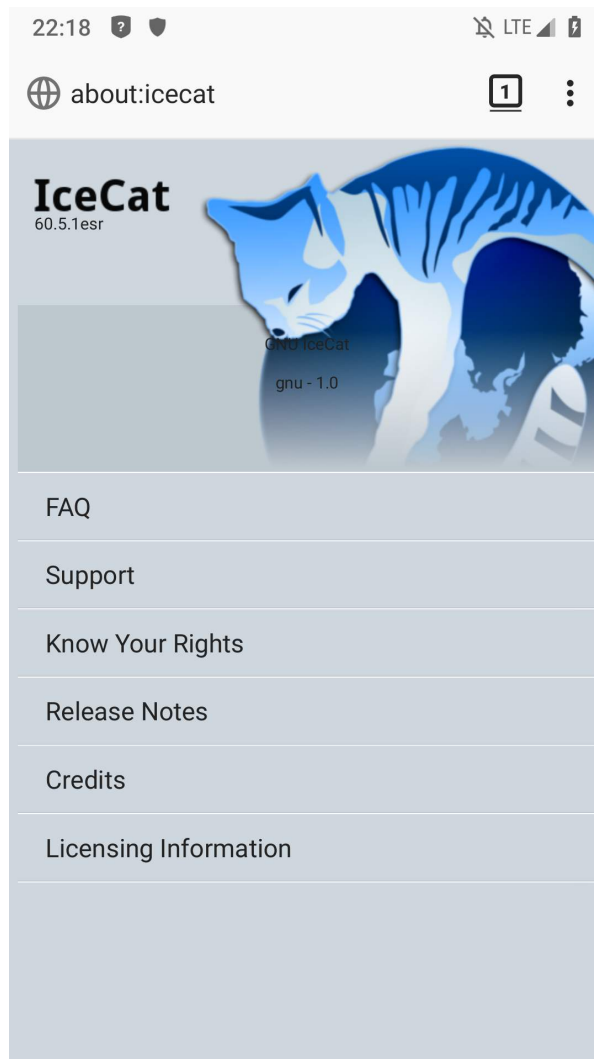 22:18 LTE
about:icecat 1
IceCat
60.5.1esr
GNU IceCat
gnu - 1.0
FAQ
Support
Know Your Rights
Release Notes
Credits
Licensing Information